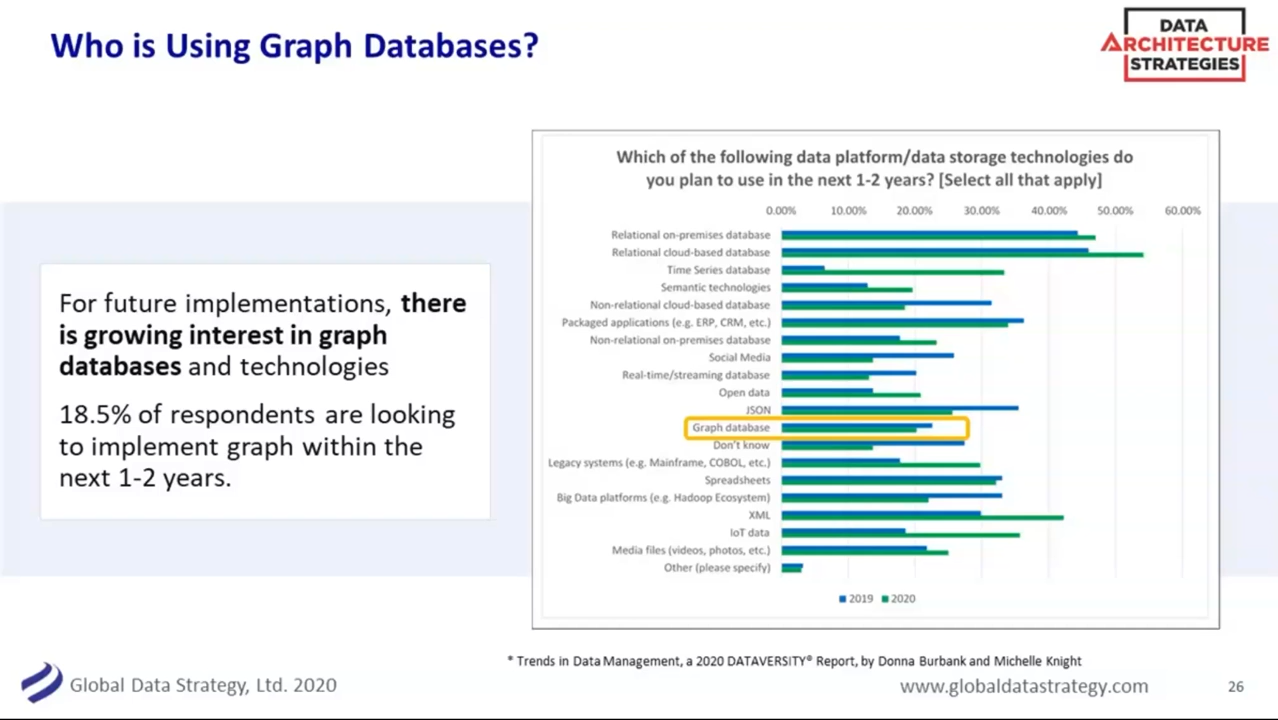 Who is Using Graph Databases?
DATA
ARCHITECTURE
STRATEGIES
For future implementations, there
is growing interest in graph
databases and technologies
18.5% of respondents are looking
to implement graph within the
next 1-2 years.
Which of the following data platform/data storage technologies do
you plan to use in the next 1-2 years? [Select all that apply]
0.00% 10.00% 20.00% 30.00% 40.00% 50.00% 60.00%
Relational on-premises database
Relational cloud-based database
Time Series database
Semantic technologies
Non-relational cloud-based database
Packaged applications (e.g. ERP, CRM, etc.)
Non-relational on-premises database
Social Media
Real-time/streaming database
Open data
JSON
Graph database
Don't know
Legacy systems (e.g. Mainframe, COBOL, etc.)
Spreadsheets
Big Data platforms (e.g. Hadoop Ecosystem)
XML
IoT data
Media files (videos, photos, etc.)
Other (please specify)
2019 2020
* Trends in Data Management, a 2020 DATAVERSITY® Report, by Donna Burbank and Michelle Knight
Global Data Strategy, Ltd. 2020
www.globaldatastrategy.com
26